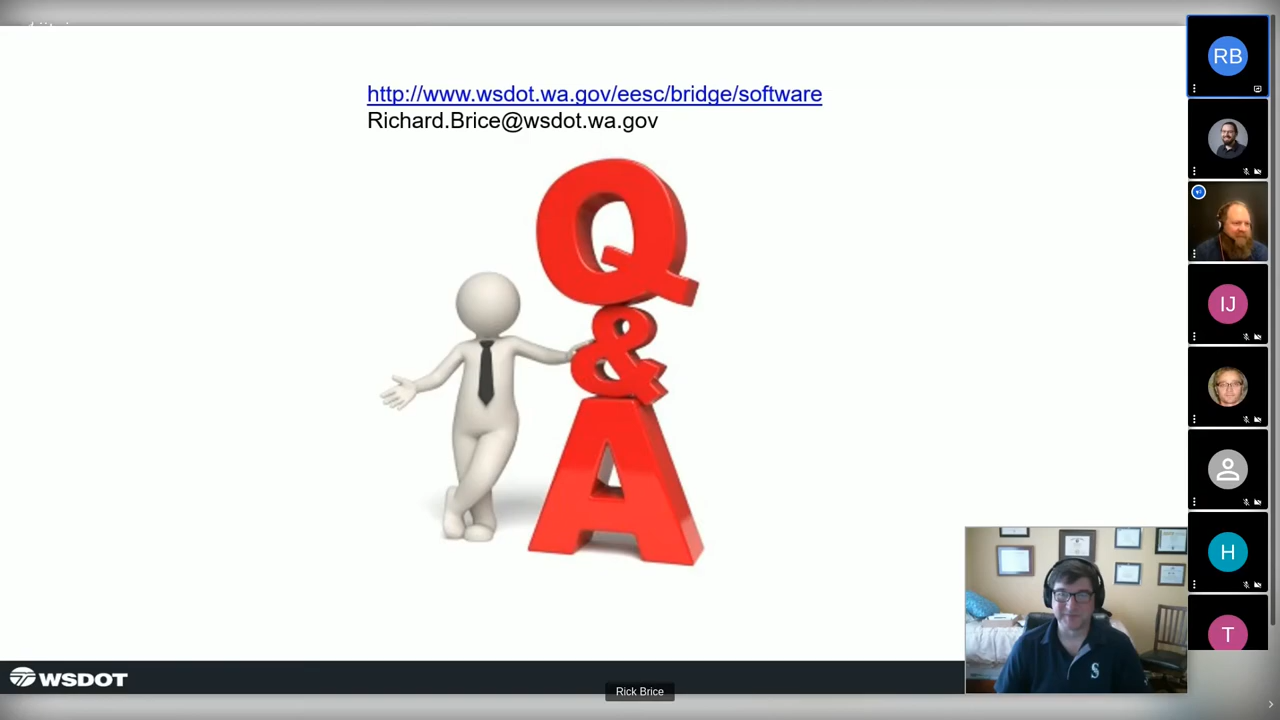 http://www.wsdot.wa.gov/eesc/bridge/software
Richard.Brice@wsdot.wa.gov
Q
&
A
WSDOT
Rick Brice
RB
IJ
H
T
S